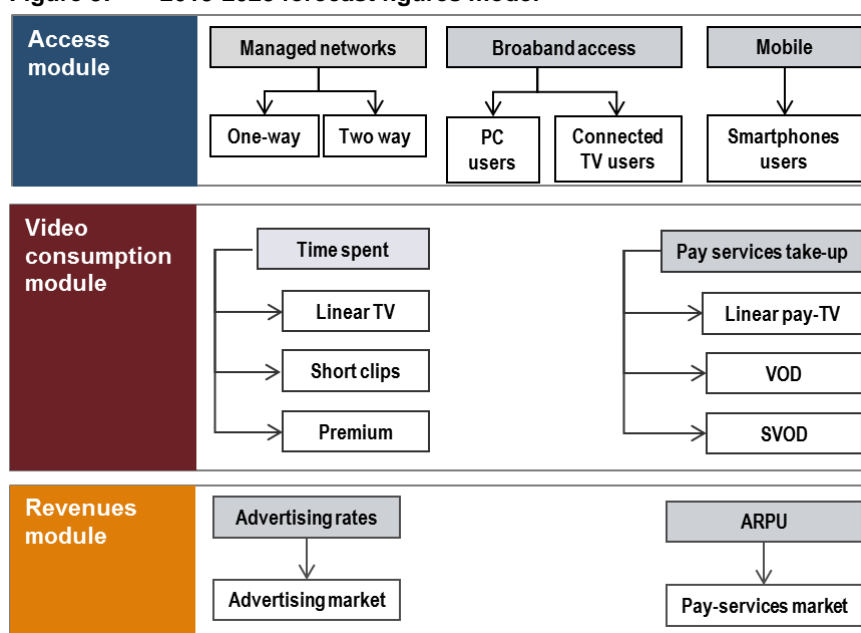 Access
module
Managed networks
Broaband access
Mobile
One-way
Two way
PC
users
Connected
TV users
Smartphones
users
Video
consumption
module
Time spent
Pay services take-up
Linear TV
Linear pay-TV
Short clips
VOD
Premium
SVOD
Revenues
module
Advertising rates
ARPU
Advertising market
Pay-services market